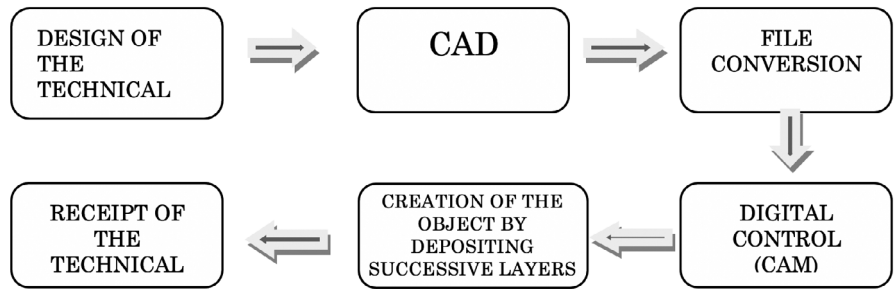 DESIGN OF
THE
TECHNICAL
CAD
FILE
CONVERSION
DIGITAL
CONTROL
(CAM)
CREATION OF THE
OBJECT BY
DEPOSITING
SUCCESSIVE LAYERS
RECEIPT OF
THE
TECHNICAL